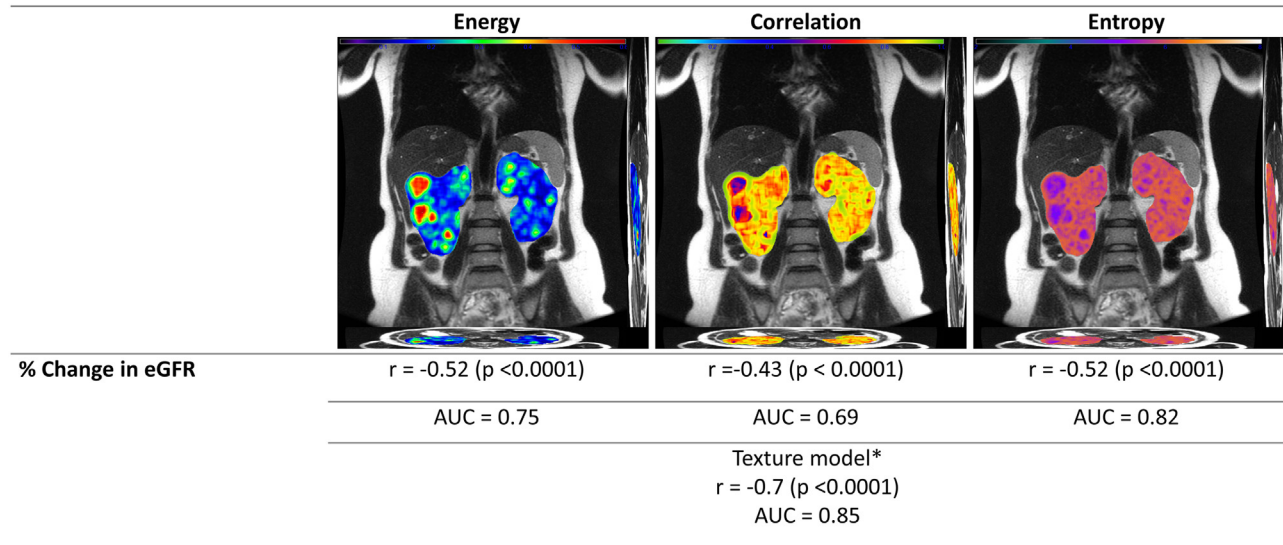 Energy Correlation Entropy
% Change in eGFR r = -0.52 (p <0.0001) r =-0.43 (p < 0.0001) r = -0.52 (p <0.0001)
AUC = 0.75 AUC = 0.69 AUC = 0.82
Texture model*
r = -0.7 (p <0.0001)
AUC = 0.85